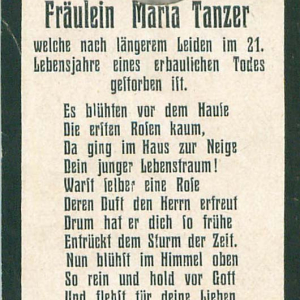 Fräulein Maria Tanzer
welche nach längerem Leiden im 21.
Lebensjahre eines erbaulichen Todes
gestorben ist.
Es blühten vor dem Hause
Die ersten Rosen kaum,
Da ging im Haus zur Neige
Dein junger Lebenstraum!
Warst selber eine Rose
Deren Duft den Herrn erfreut
Drum hat er dich so frühe
Entrückt dem Sturm der Zeit.
Nun blühst im Himmel oben
So rein und hold vor Gott
Und flehst für deine Lieben